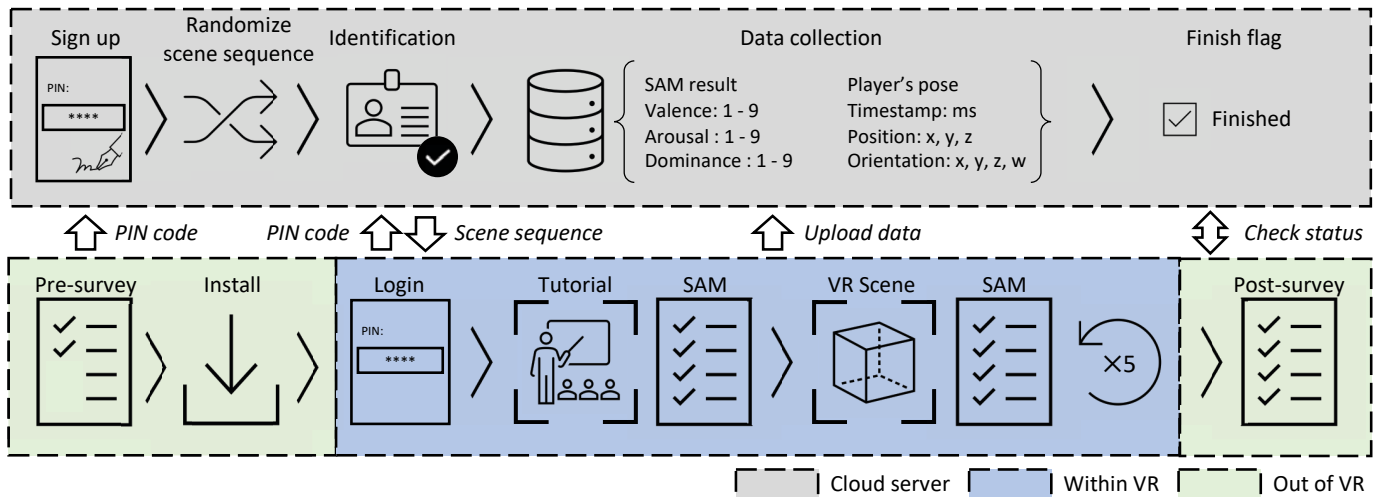 Sign up
Randomize
scene sequence
Identification
Data collection
Finish flag
PIN:
****
SAM result
Valence: 1 - 9
Arousal : 1 - 9
Dominance : 1 - 9
Player's pose
Timestamp: ms
Position: x, y, z
Orientation: x, y, z, w
Finished
PIN code
PIN code
Scene sequence
Upload data
Check status
Pre-survey
Install
Login
Tutorial
SAM
VR Scene
SAM
Post-survey
PIN:
****
×5
Cloud server
Within VR
Out of VR